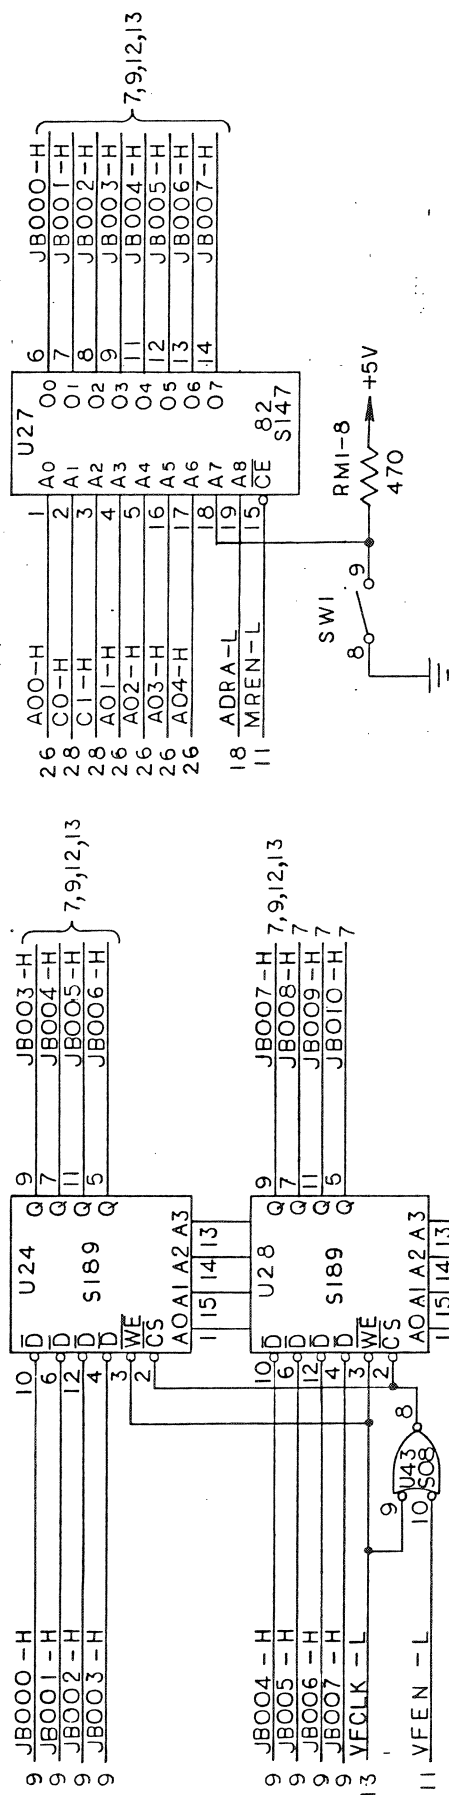 26 A00-H 1 A0
28 C0-H 2 A1
28 C1-H 3 A2
26 A01-H 4 A3
26 A02-H 5 A4
26 A03-H 16 A5
26 A04-H 17 A6
18 A7
18 ADRA-L 19 A8
11 MREN-L 15 CE
U27
82
S147
O0 6 JB000-H
O1 7 JB001-H
O2 8 JB002-H
O3 9 JB003-H
O4 11 JB004-H
O5 12 JB005-H
O6 13 JB006-H
O7 14 JB007-H
7,9,12,13
SW1
8 9
RM1-8
470
+5V
9 JB000-H 10 D
9 JB001-H 6 D
9 JB002-H 12 D
9 JB003-H 4 D
3 WE
2 CS
U24
S189
A0 A1 A2 A3
1 15 14 13
Q 9 JB003-H
Q 7 JB004-H
Q 11 JB005-H
Q 5 JB006-H
7,9,12,13
9 JB004-H 10 D
9 JB005-H 6 D
9 JB006-H 12 D
9 JB007-H 4 D
13 VFCLK-L 3 WE
2 CS
U28
S189
A0 A1 A2 A3
1 15 14 13
Q 9 JB007-H 7,9,12,13
Q 7 JB008-H 7
Q 11 JB009-H 7
Q 5 JB010-H 7
11 VFEN-L
9
10
U43
S08
8